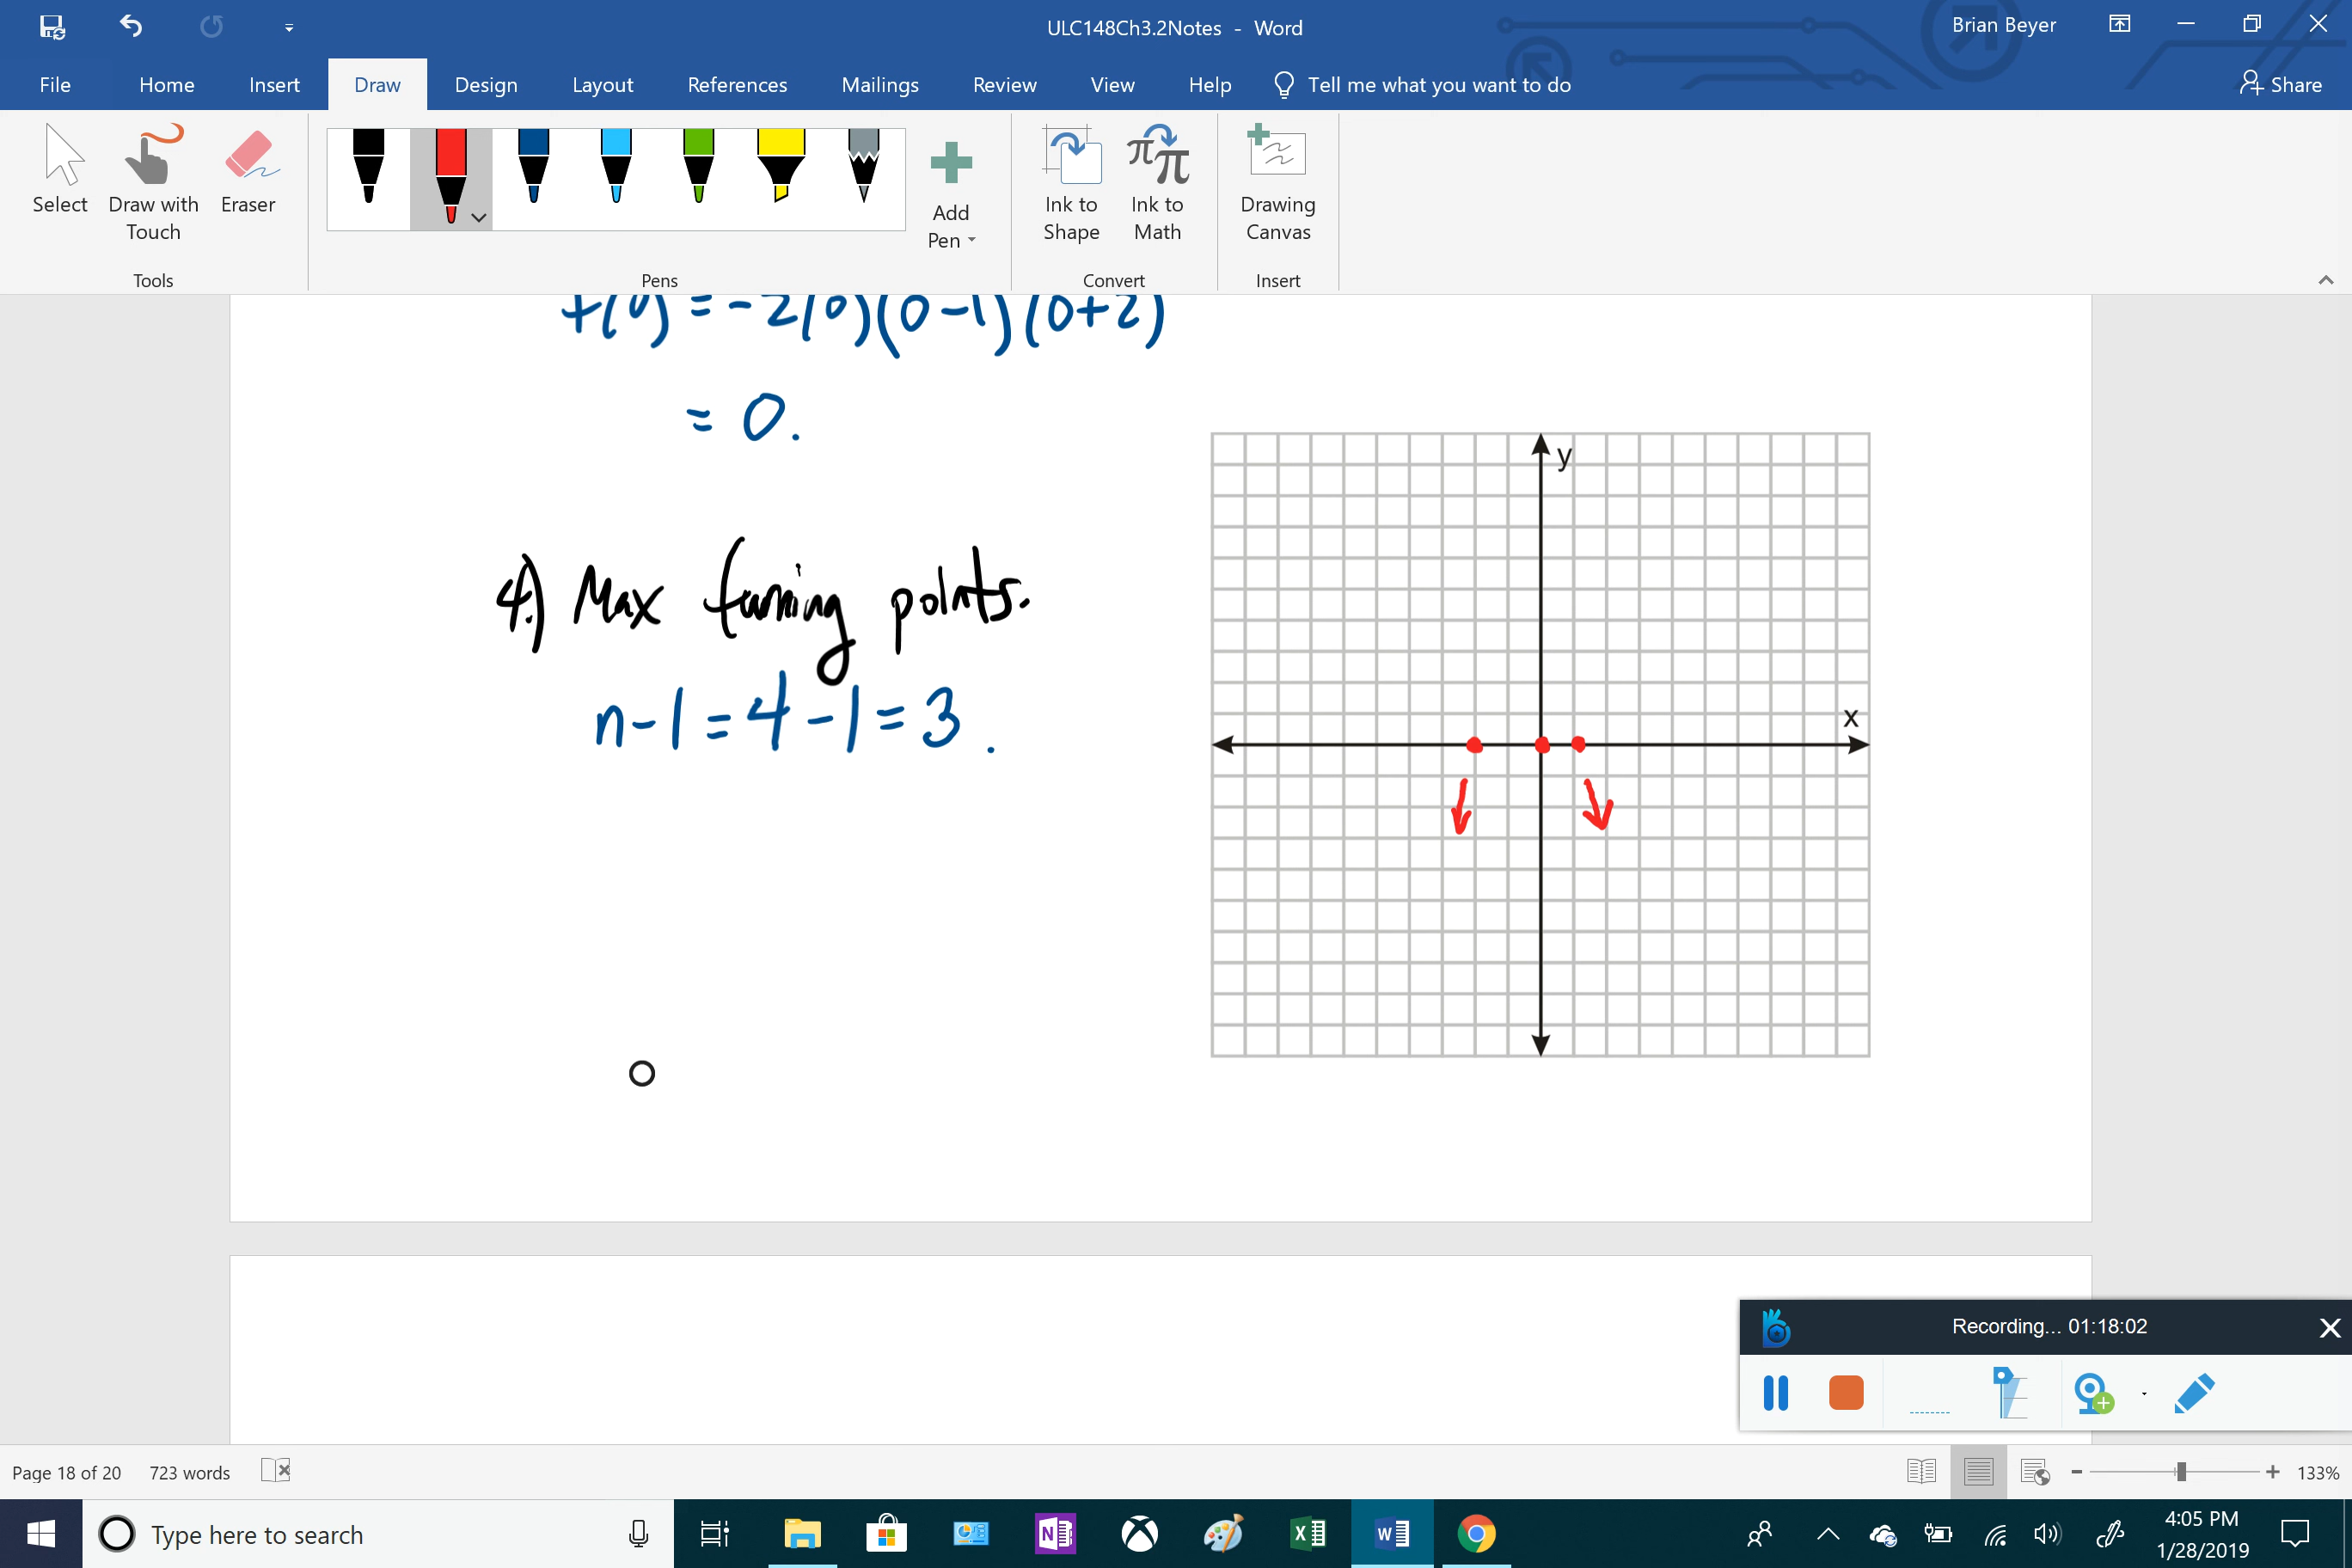 ULC148Ch3.2Notes - Word
Brian Beyer
File Home Insert Draw Design Layout References Mailings Review View Help Tell me what you want to do Share
Select Draw with Touch Eraser
Add Pen
Ink to Shape Ink to Math
Drawing Canvas
Tools Pens Convert Insert
f(0) = -2(0)(0-1)(0+2)
= 0.
4.) Max turning points.
n-1 = 4-1 = 3.
y
x
Recording... 01:18:02
Page 18 of 20 723 words 133%
Type here to search
4:05 PM
1/28/2019